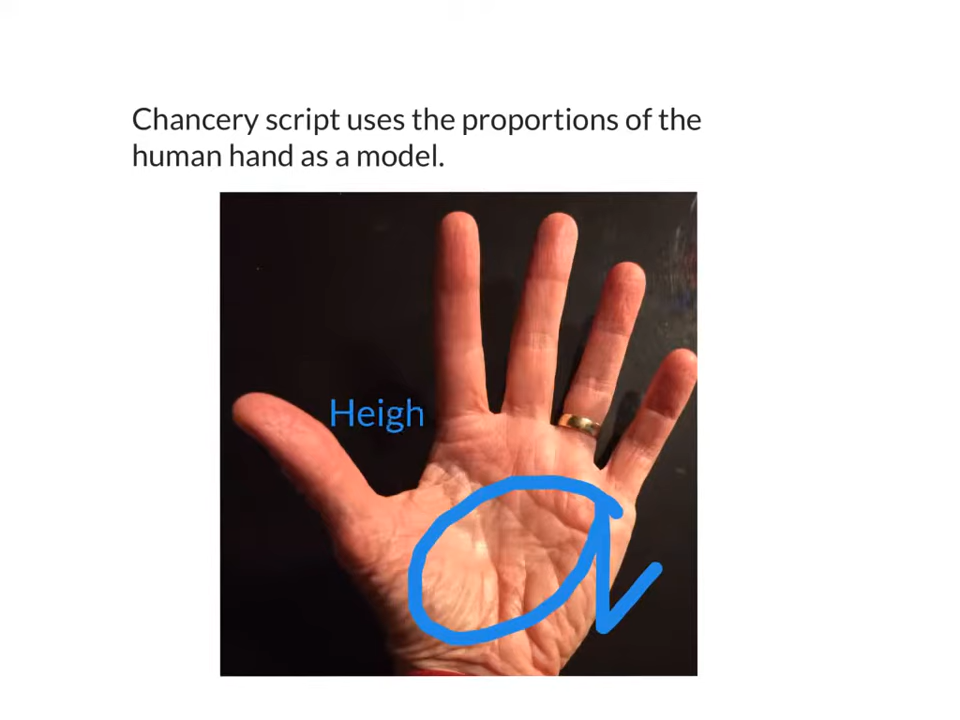 Chancery script uses the proportions of the
human hand as a model.
Heigh
a